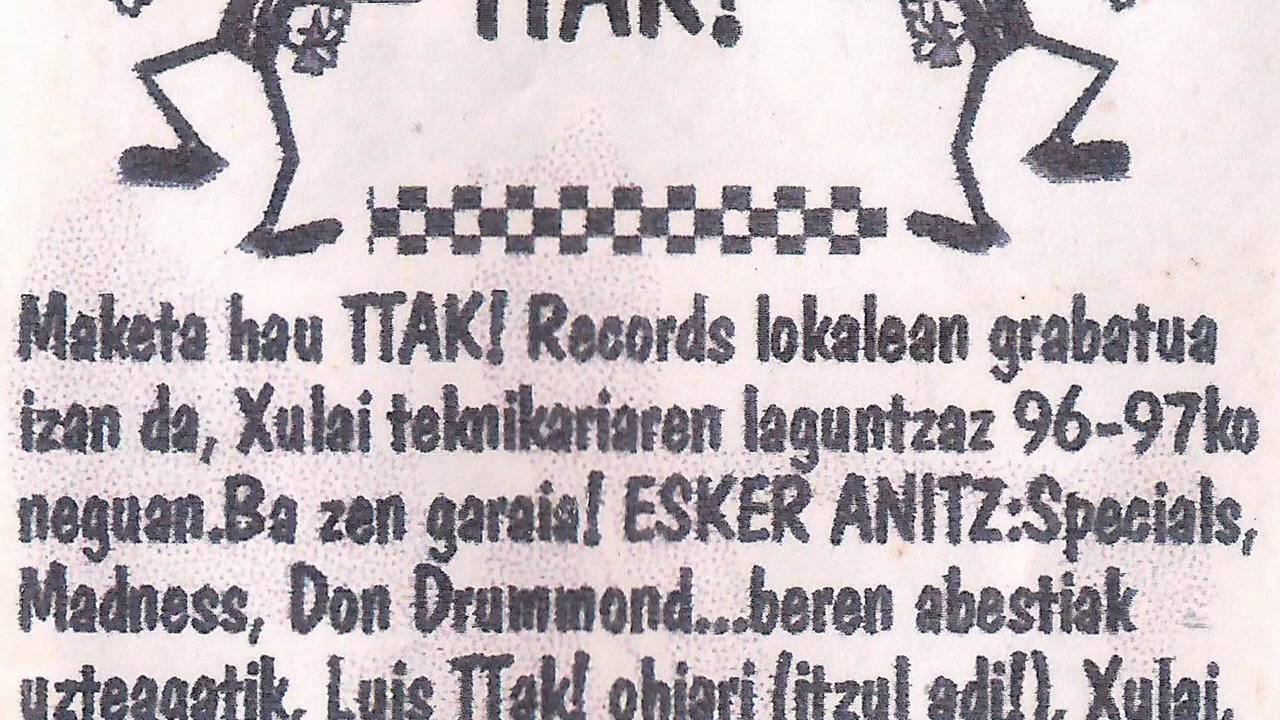 TTAK!
Maketa hau TTAK! Records lokalean grabatua
izan da, Xulai teknikariaren laguntzaz 96-97ko
neguan.Ba zen garaia! ESKER ANITZ:Specials,
Madness, Don Drummond...beren abestiak
uzteagatik, Luis TTak! ohiari (itzul adi!), Xulai,